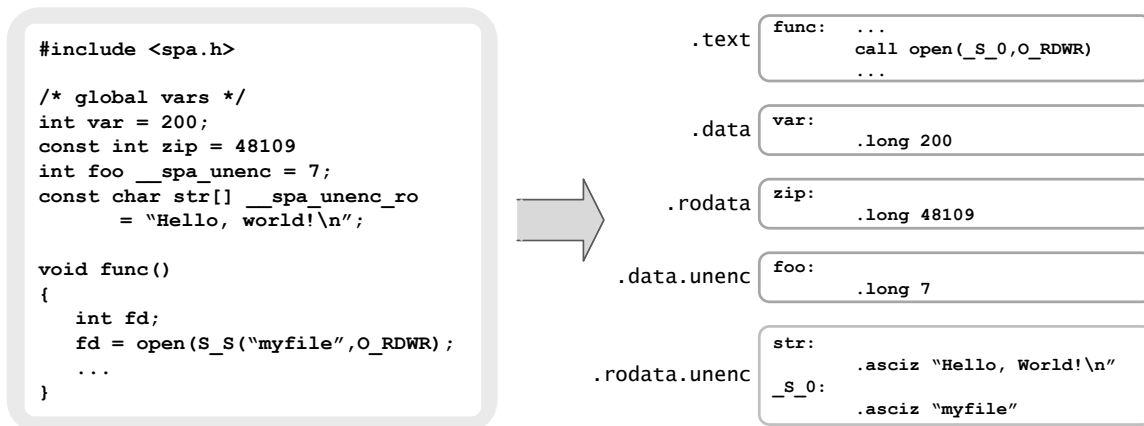 #include <spa.h>
/* global vars */
int var = 200;
const int zip = 48109
int foo __spa_unenc = 7;
const char str[] __spa_unenc_ro
= “Hello, world!\n”;
void func()
{
int fd;
fd = open(S_S(“myfile”,O_RDWR);
...
}
.text
func: ...
call open(_S_0,O_RDWR)
...
.data
var:
.long 200
.rodata
zip:
.long 48109
.data.unenc
foo:
.long 7
.rodata.unenc
str:
.asciz “Hello, World!\n”
_S_0:
.asciz “myfile”